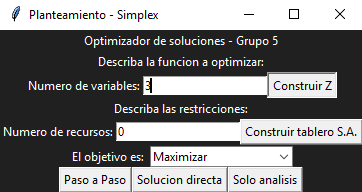 Planteamiento - Simplex
Optimizador de soluciones - Grupo 5
Describa la funcion a optimizar:
Numero de variables: 3 Construir Z
Describa las restricciones:
Numero de recursos: 0 Construir tablero S.A.
El objetivo es: Maximizar
Paso a Paso Solucion directa Solo analisis